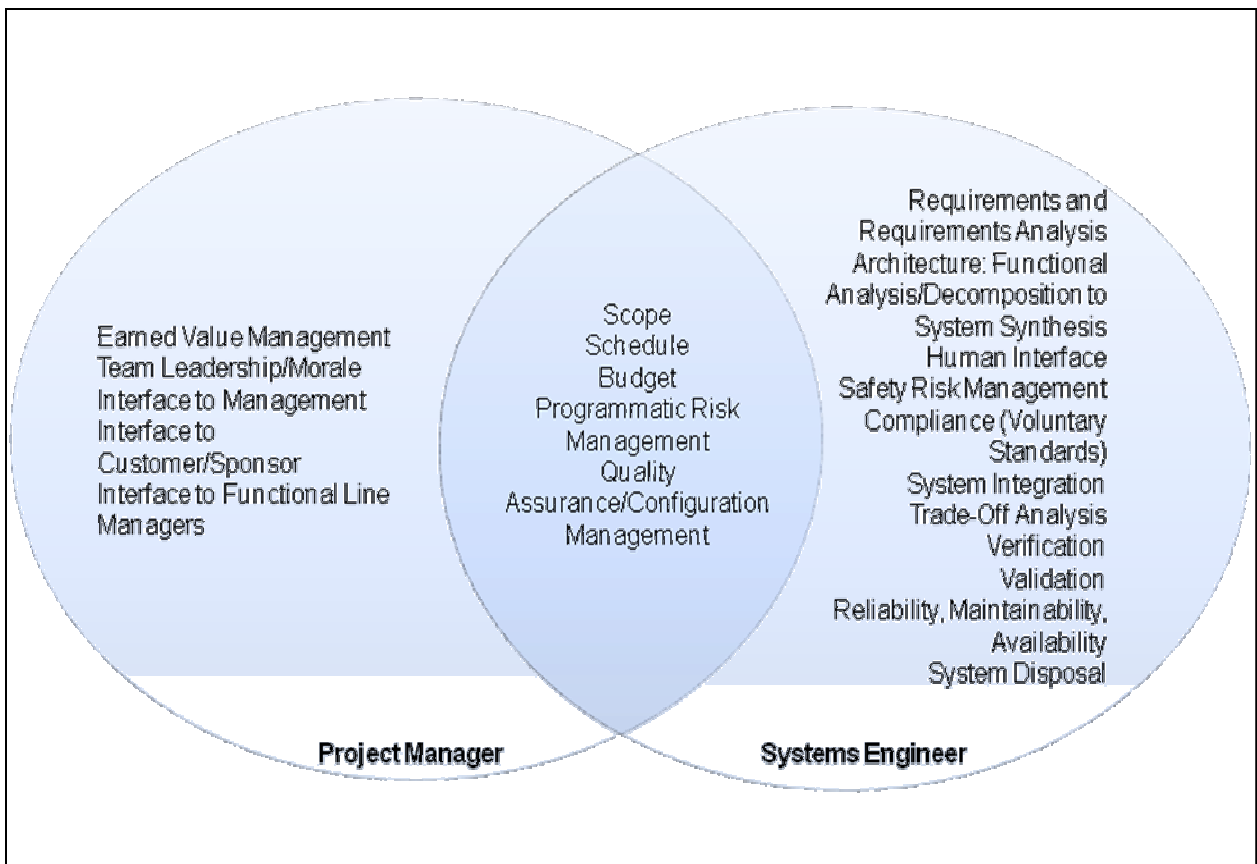 Earned Value Management
Team Leadership/Morale
Interface to Management
Interface to
Customer/Sponsor
Interface to Functional Line
Managers
Scope
Schedule
Budget
Programmatic Risk
Management
Quality
Assurance/Configuration
Management
Requirements and
Requirements Analysis
Architecture: Functional
Analysis/Decomposition to
System Synthesis
Human Interface
Safety Risk Management
Compliance (Voluntary
Standards)
System Integration
Trade-Off Analysis
Verification
Validation
Reliability, Maintainability,
Availability
System Disposal
Project Manager
Systems Engineer